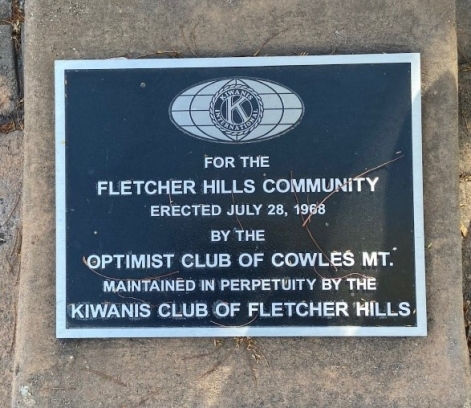 KIWANIS
K
INTERNATIONAL
FOR THE
FLETCHER HILLS COMMUNITY
ERECTED JULY 28, 1968
BY THE
OPTIMIST CLUB OF COWLES MT.
MAINTAINED IN PERPETUITY BY THE
KIWANIS CLUB OF FLETCHER HILLS